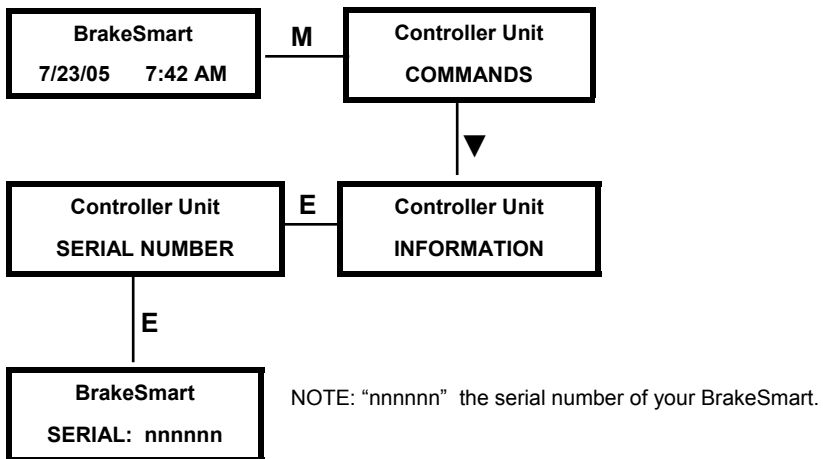 BrakeSmart
7/23/05 7:42 AM
M
Controller Unit
COMMANDS
▼
Controller Unit
INFORMATION
E
Controller Unit
SERIAL NUMBER
E
BrakeSmart
SERIAL: nnnnnn
NOTE: “nnnnnn” the serial number of your BrakeSmart.